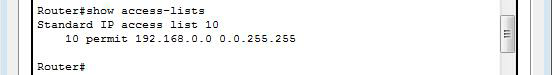 Router#show access-lists
Standard IP access list 10
    10 permit 192.168.0.0 0.0.255.255

Router#